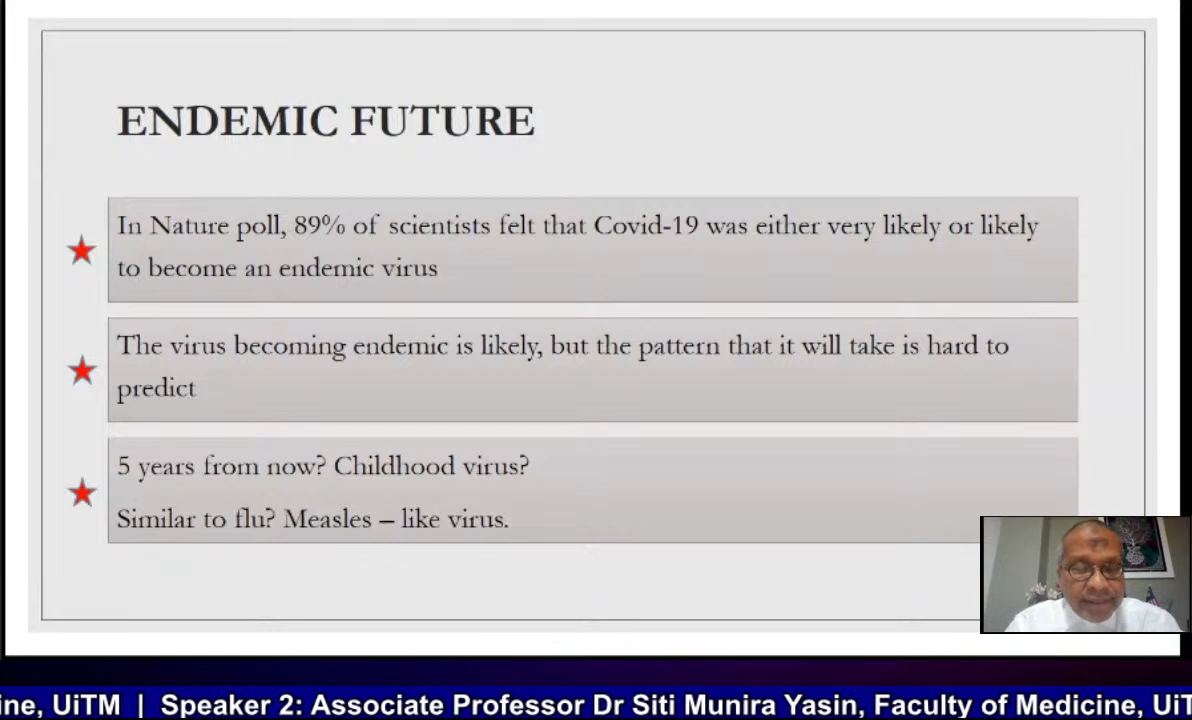 ENDEMIC FUTURE
In Nature poll, 89% of scientists felt that Covid-19 was either very likely or likely
to become an endemic virus
The virus becoming endemic is likely, but the pattern that it will take is hard to
predict
5 years from now? Childhood virus?
Similar to flu? Measles – like virus.
ine, UiTM | Speaker 2: Associate Professor Dr Siti Munira Yasin, Faculty of Medicine, UiT